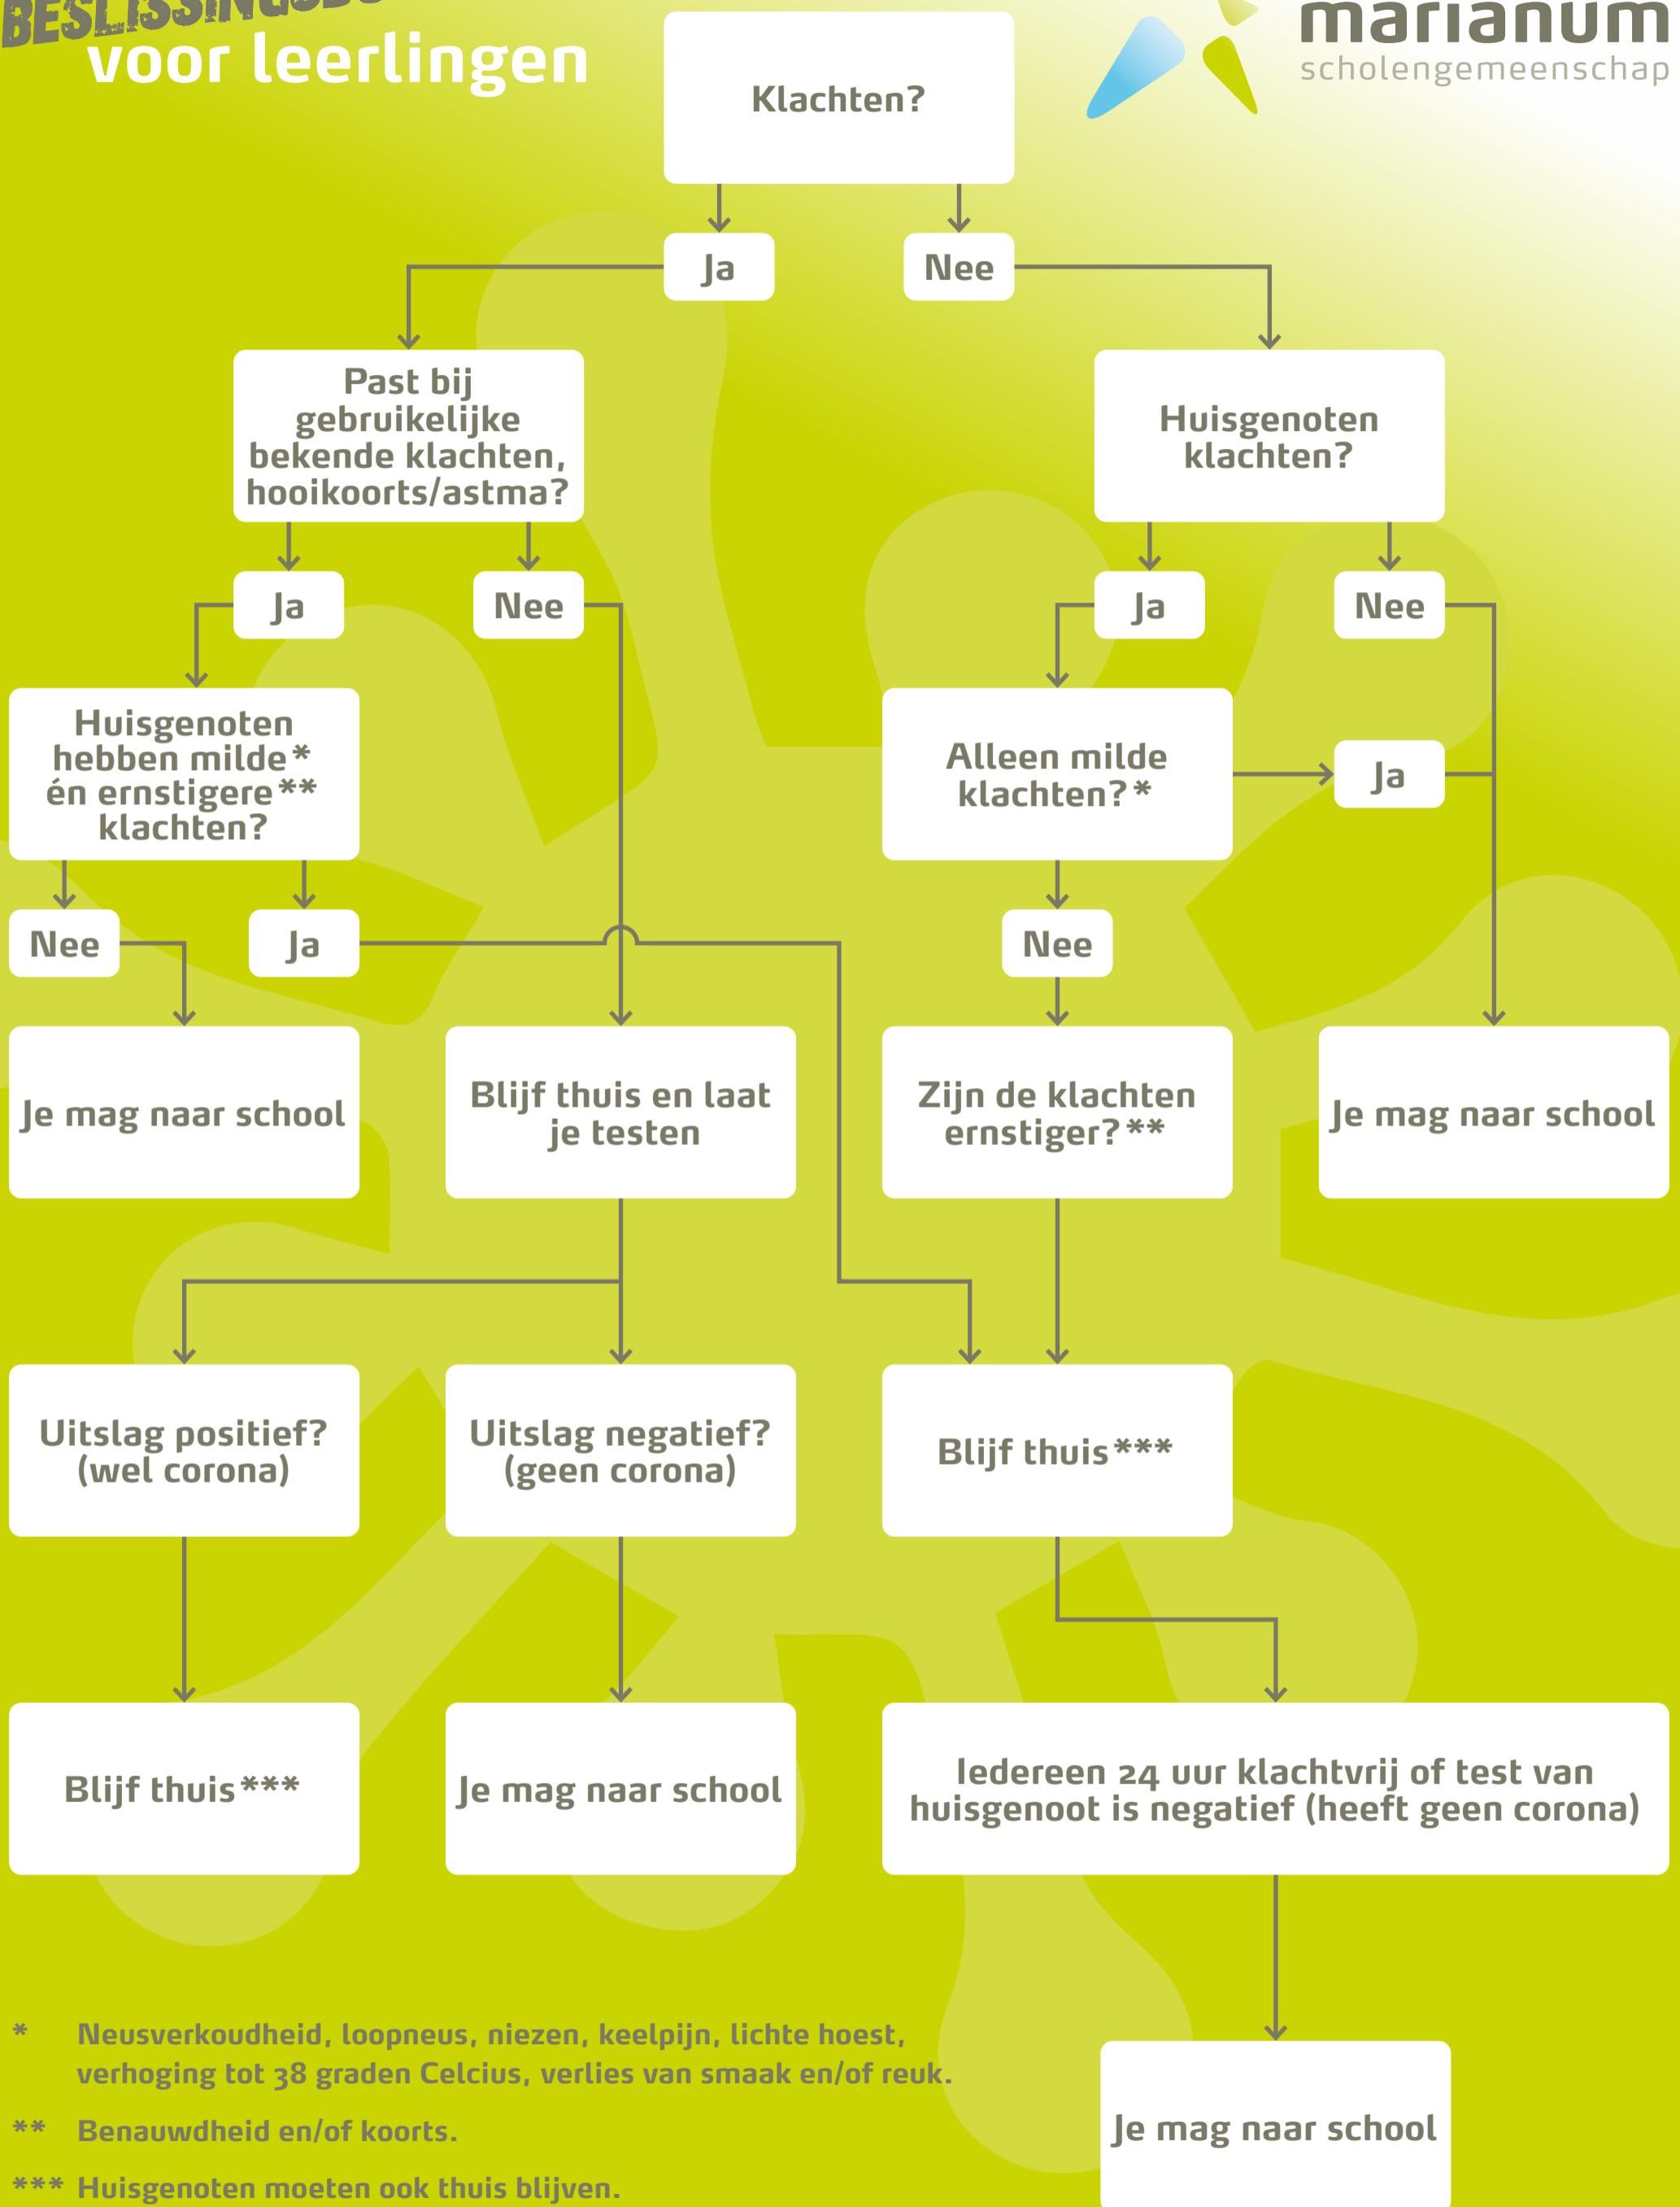 voor leerlingen
marianum
scholengemeenschap
Klachten?
Ja
Nee
Past bij
gebruikelijke
bekende klachten,
hooikoorts/astma?
Huisgenoten
klachten?
Ja
Nee
Ja
Nee
Huisgenoten
hebben milde*
én ernstigere**
klachten?
Alleen milde
klachten?*
Ja
Nee
Ja
Nee
Je mag naar school
Blijf thuis en laat
je testen
Zijn de klachten
ernstiger?**
Je mag naar school
Uitslag positief?
(wel corona)
Uitslag negatief?
(geen corona)
Blijf thuis***
Blijf thuis***
Je mag naar school
Iedereen 24 uur klachtvrij of test van
huisgenoot is negatief (heeft geen corona)
* Neusverkoudheid, loopneus, niezen, keelpijn, lichte hoest,
verhoging tot 38 graden Celcius, verlies van smaak en/of reuk.
** Benauwdheid en/of koorts.
*** Huisgenoten moeten ook thuis blijven.
Je mag naar school